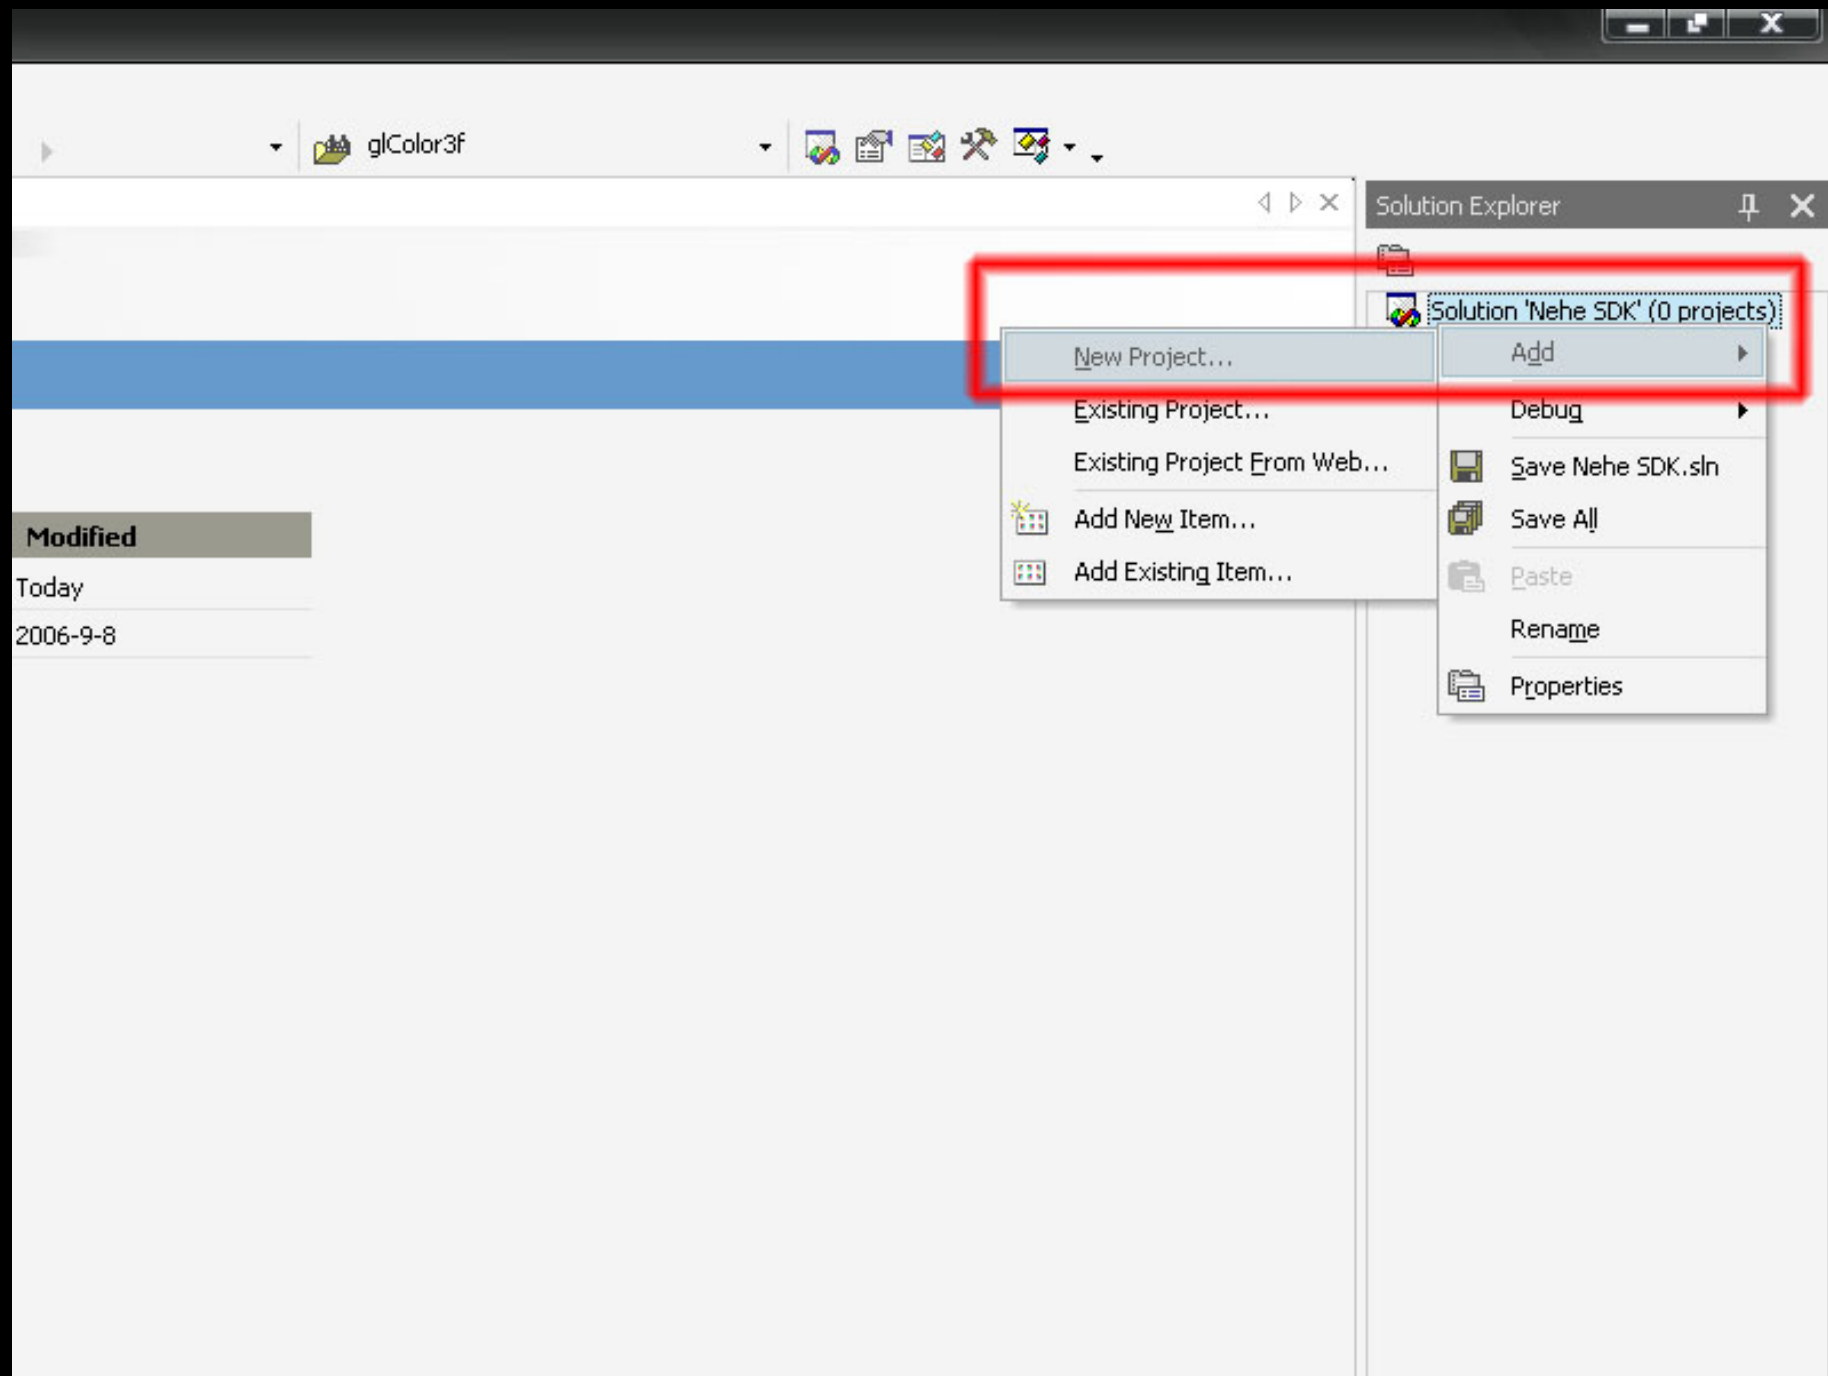 glColor3f
Solution Explorer
Solution 'Nehe SDK' (0 projects)
New Project...
Existing Project...
Existing Project From Web...
Add New Item...
Add Existing Item...
Add
Debug
Save Nehe SDK.sln
Save All
Paste
Rename
Properties
Modified
Today
2006-9-8